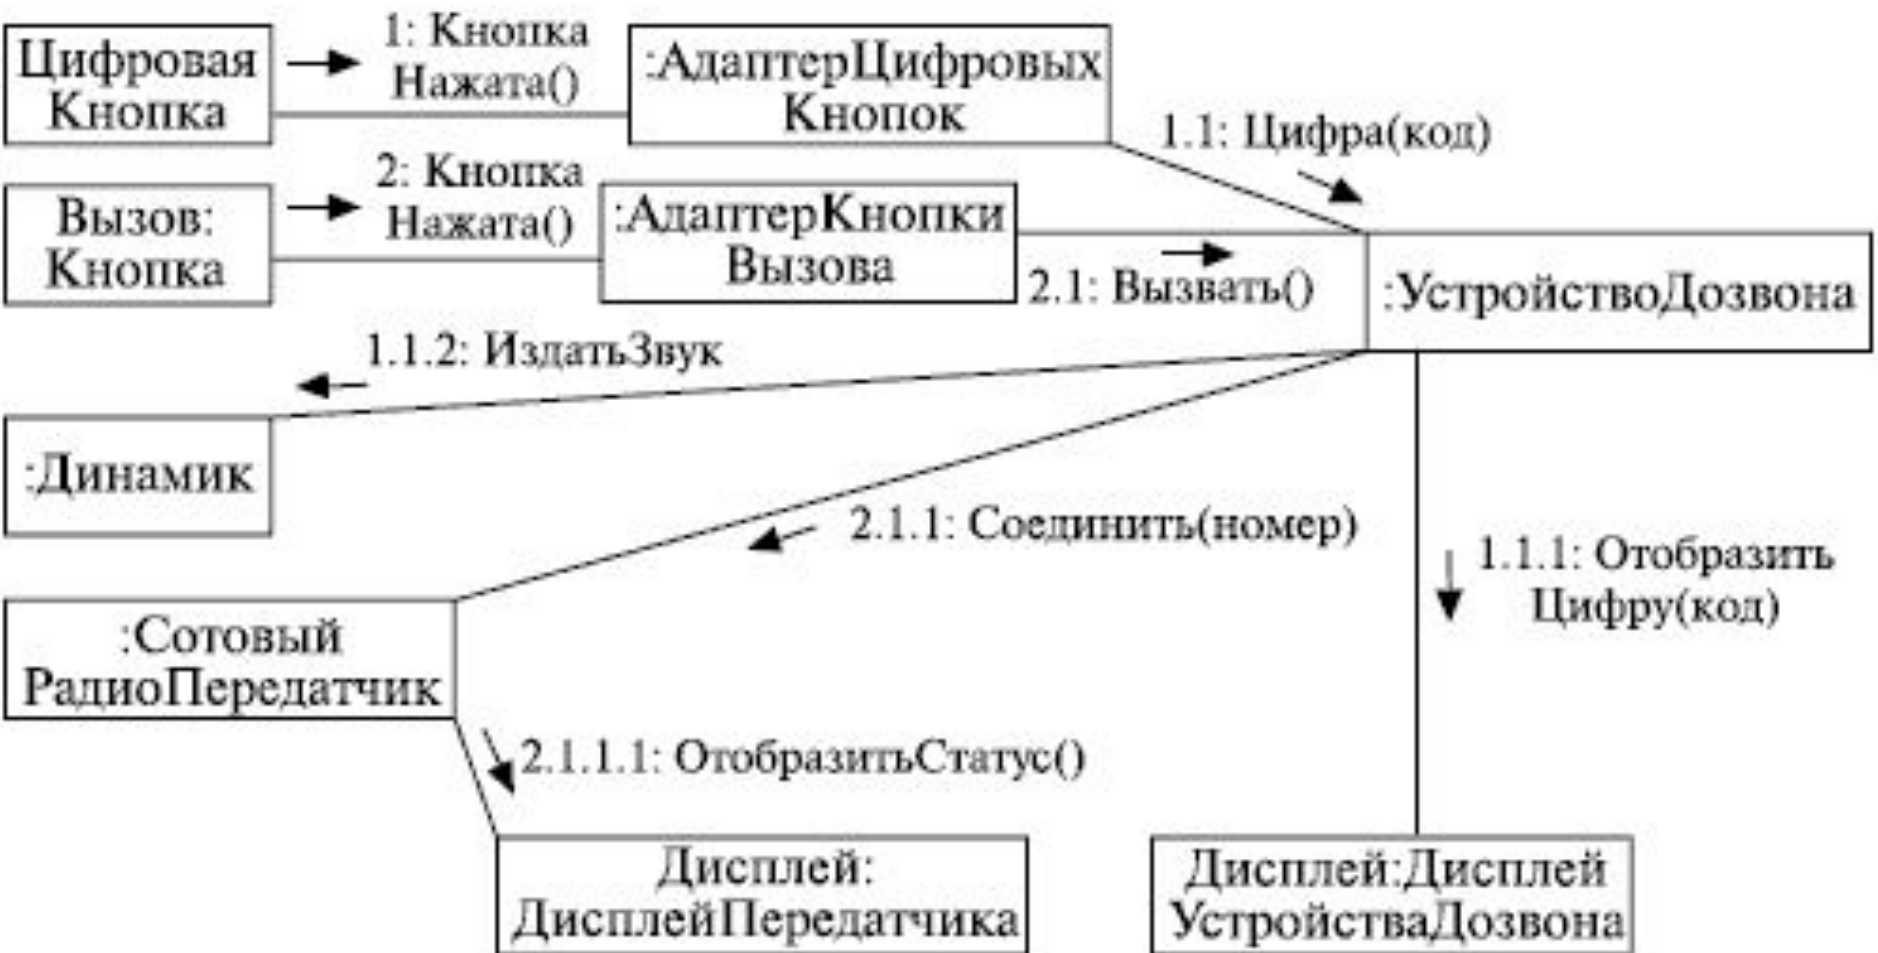 Цифровая
Кнопка
1: Кнопка
Нажата()
:АдаптерЦифровых
Кнопок
1.1: Цифра(код)
Вызов:
Кнопка
2: Кнопка
Нажата()
:АдаптерКнопки
Вызова
2.1: Вызвать()
:УстройствоДозвона
1.1.2: ИздатьЗвук
:Динамик
2.1.1: Соединить(номер)
1.1.1: Отобразить
Цифру(код)
:Сотовый
РадиоПередатчик
2.1.1.1: ОтобразитьСтатус()
Дисплей:
ДисплейПередатчика
Дисплей:Дисплей
УстройстваДозвона